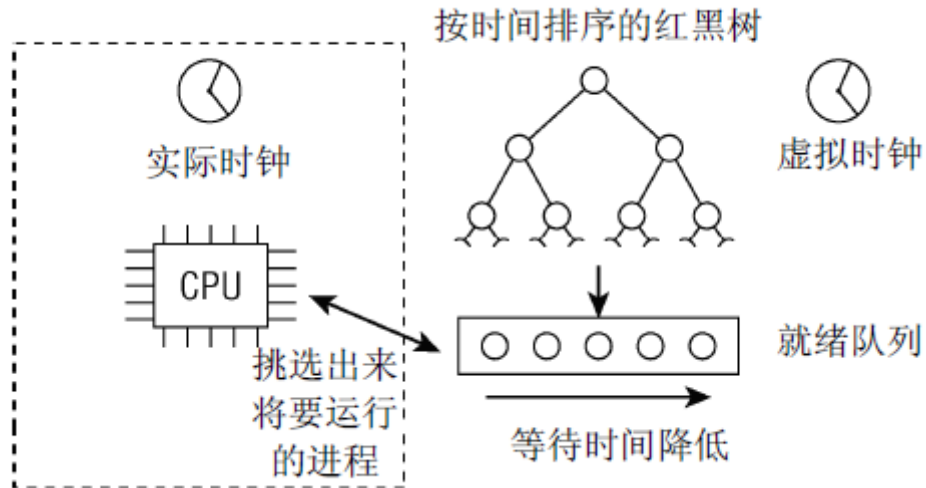 按时间排序的红黑树
实际时钟
虚拟时钟
CPU
挑选出来
将要运行
的进程
就绪队列
等待时间降低